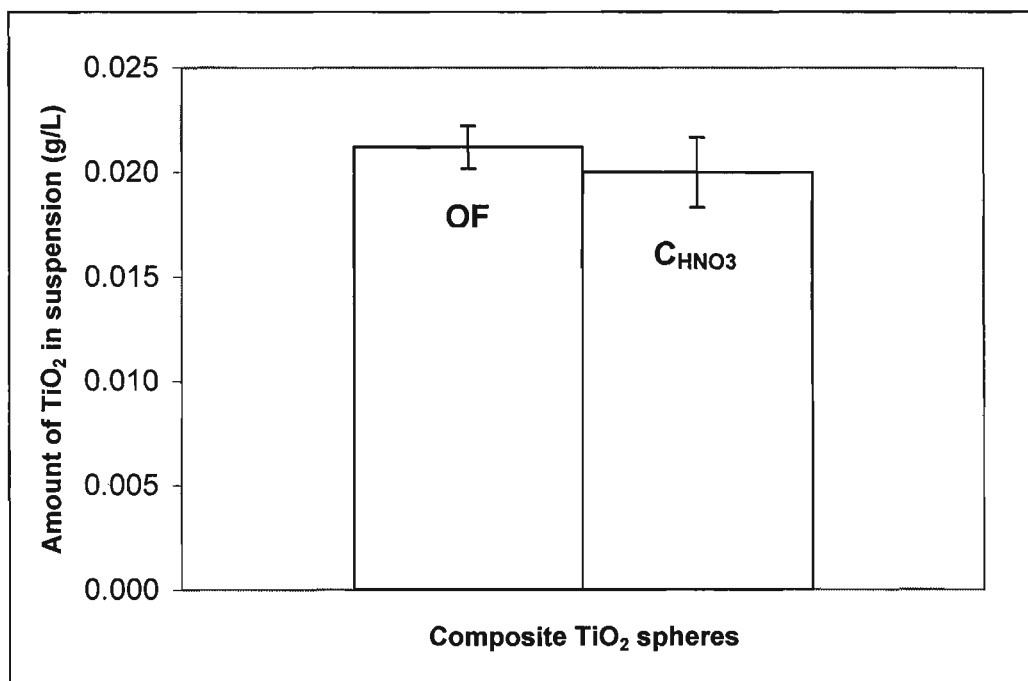 Amount of TiO₂ in suspension (g/L)
0.025
0.020
0.015
0.010
0.005
0.000
OF
C_HNO3
Composite TiO₂ spheres